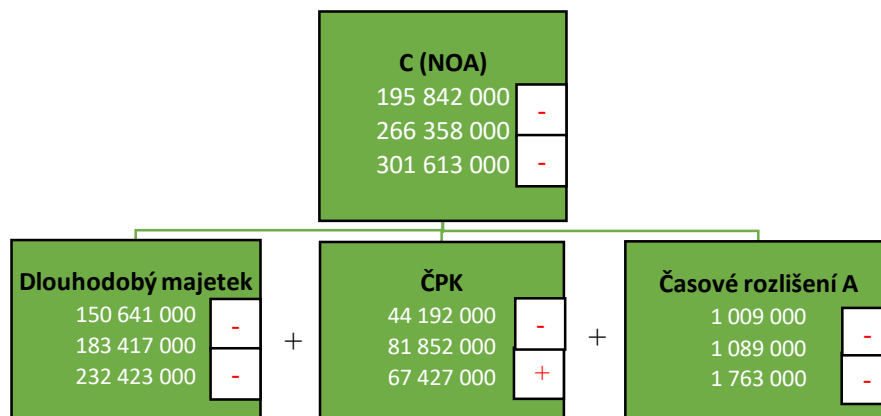 C (NOA)
195 842 000
-
266 358 000
-
301 613 000
Dlouhodobý majetek
150 641 000
-
183 417 000
-
232 423 000
+
ČPK
44 192 000
-
81 852 000
+
67 427 000
+
Časové rozlišení A
1 009 000
-
1 089 000
-
1 763 000